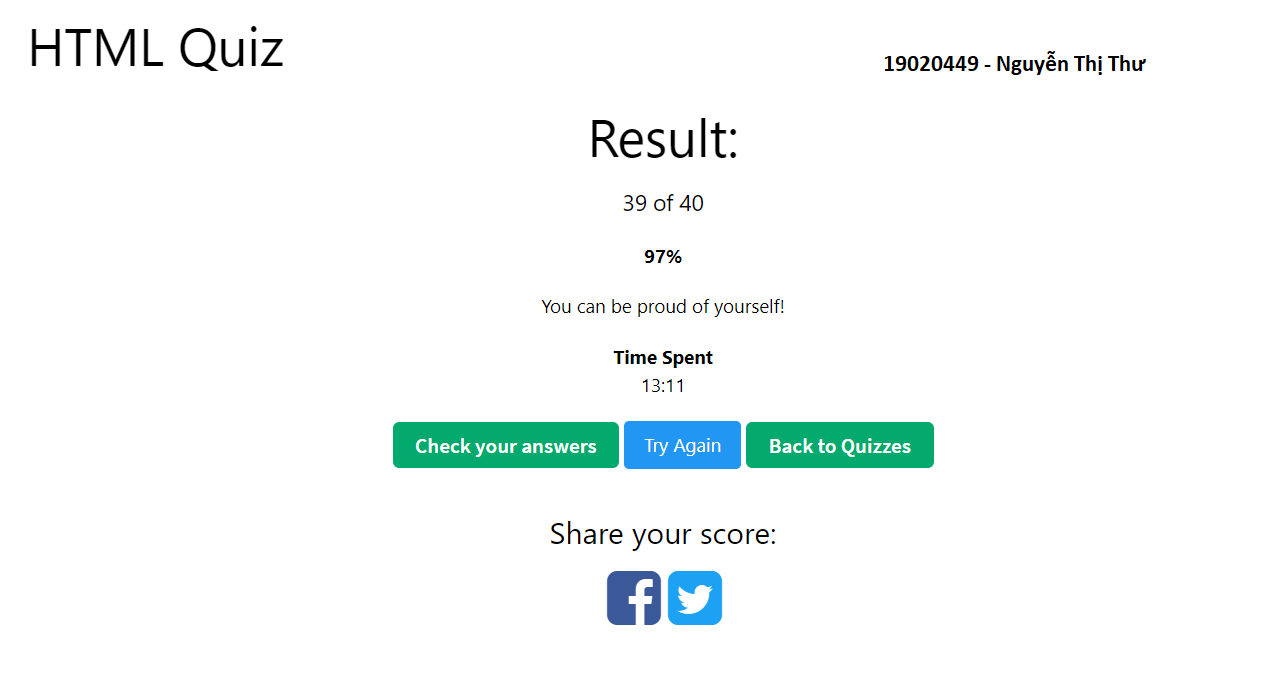 HTML Quiz
19020449 - Nguyễn Thị Thư
Result:
39 of 40
97%
You can be proud of yourself!
Time Spent
13:11
Check your answers
Try Again
Back to Quizzes
Share your score: